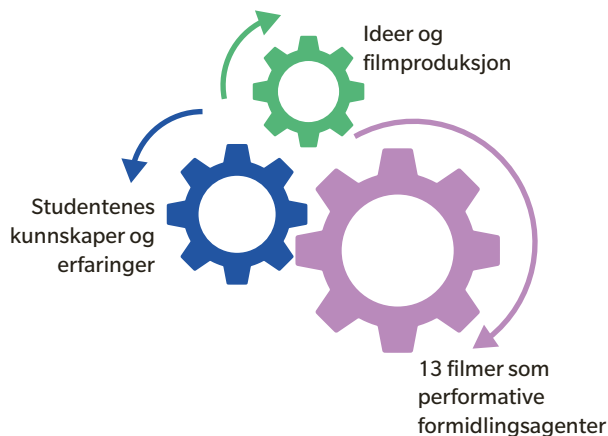 Ideer og
filmproduksjon
Studentenes
kunnskaper og
erfaringer
13 filmer som
performative
formidlingsagenter